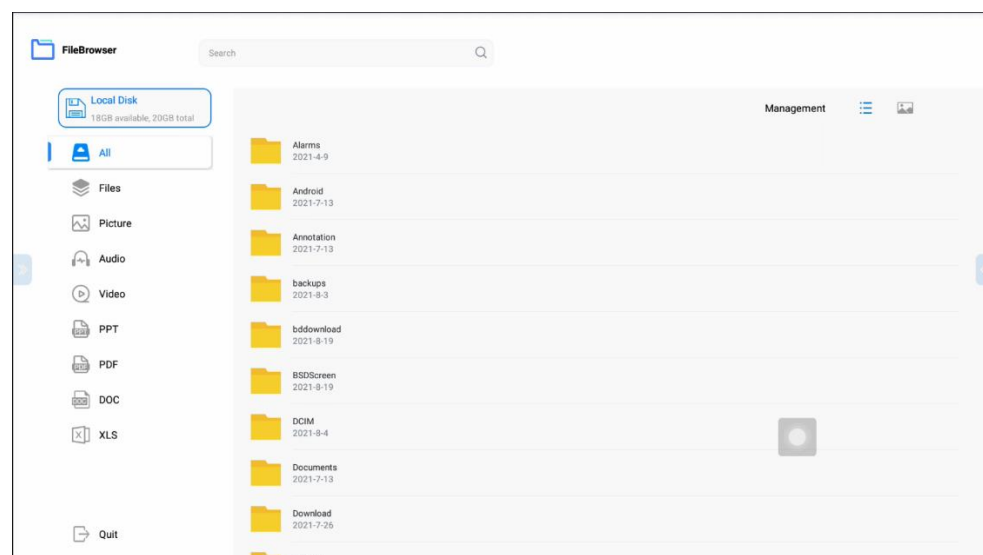 FileBrowser
Search
Local Disk
18GB available, 20GB total
All
Files
Picture
Audio
Video
PPT
PDF
DOC
XLS
Quit
Management
Alarms
2021-4-9
Android
2021-7-13
Annotation
2021-7-13
backups
2021-8-3
bddownload
2021-8-19
BSDScreen
2021-8-19
DCIM
2021-8-4
Documents
2021-7-13
Download
2021-7-26